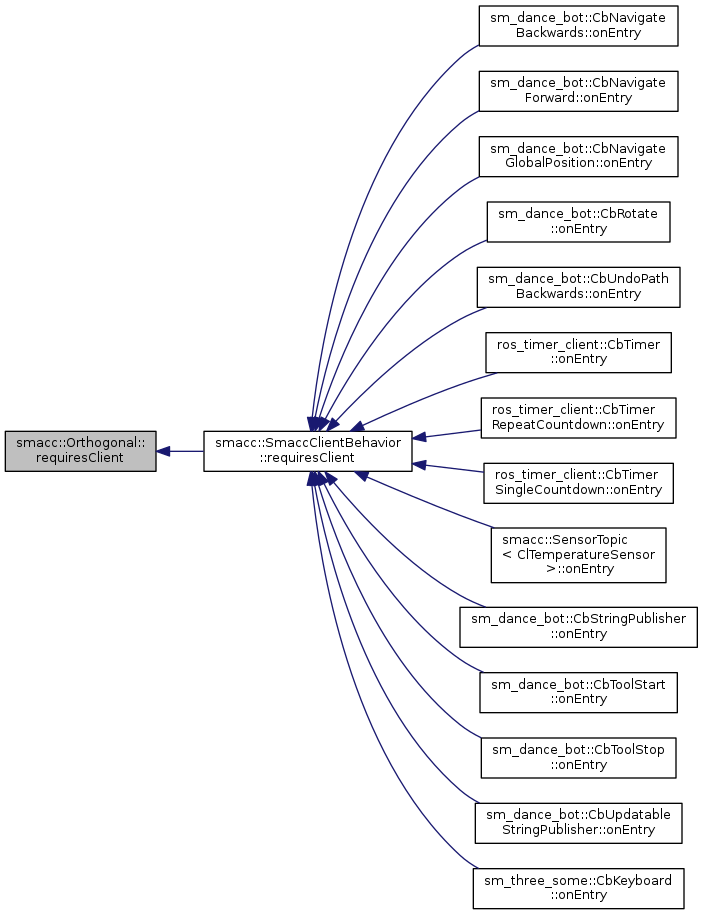 sm_dance_bot::CbNavigate
Backwards::onEntry
sm_dance_bot::CbNavigate
Forward::onEntry
sm_dance_bot::CbNavigate
GlobalPosition::onEntry
sm_dance_bot::CbRotate
::onEntry
sm_dance_bot::CbUndoPath
Backwards::onEntry
ros_timer_client::CbTimer
::onEntry
ros_timer_client::CbTimer
RepeatCountdown::onEntry
smacc::Orthogonal::
requiresClient
smacc::SmaccClientBehavior
::requiresClient
ros_timer_client::CbTimer
SingleCountdown::onEntry
smacc::SensorTopic
< ClTemperatureSensor
>::onEntry
sm_dance_bot::CbStringPublisher
::onEntry
sm_dance_bot::CbToolStart
::onEntry
sm_dance_bot::CbToolStop
::onEntry
sm_dance_bot::CbUpdatable
StringPublisher::onEntry
sm_three_some::CbKeyboard
::onEntry